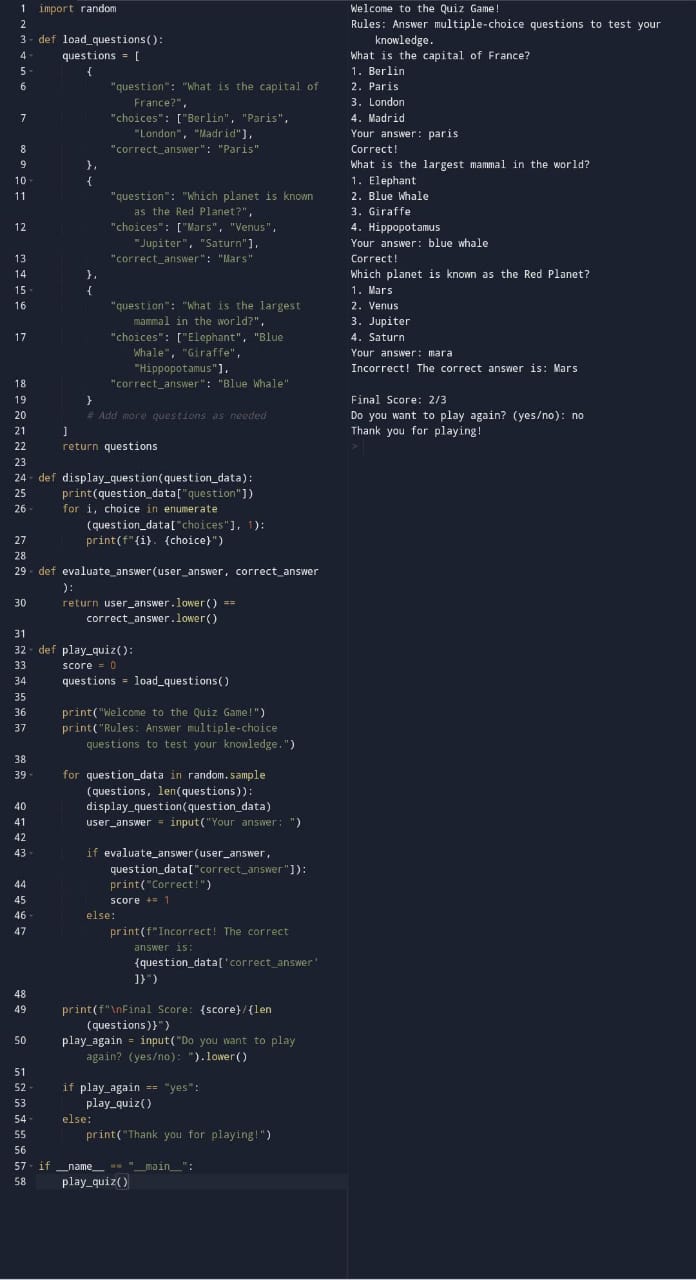 1 import random
2
3 def load_questions():
4 questions = [
5 {
6 "question": "What is the capital of
France?",
7 "choices": ["Berlin", "Paris",
"London", "Madrid"],
8 "correct_answer": "Paris"
9 },
10 {
11 "question": "Which planet is known
as the Red Planet?",
12 "choices": ["Mars", "Venus",
"Jupiter", "Saturn"],
13 "correct_answer": "Mars"
14 },
15 {
16 "question": "What is the largest
mammal in the world?",
17 "choices": ["Elephant", "Blue
Whale", "Giraffe",
"Hippopotamus"],
18 "correct_answer": "Blue Whale"
19 }
20 # Add more questions as needed
21 ]
22 return questions
23
24 def display_question(question_data):
25 print(question_data["question"])
26 for i, choice in enumerate
(question_data["choices"], 1):
27 print(f"{i}. {choice}")
28
29 def evaluate_answer(user_answer, correct_answer
):
30 return user_answer.lower() ==
correct_answer.lower()
31
32 def play_quiz():
33 score = 0
34 questions = load_questions()
35
36 print("Welcome to the Quiz Game!")
37 print("Rules: Answer multiple-choice
questions to test your knowledge.")
38
39 for question_data in random.sample
(questions, len(questions)):
40 display_question(question_data)
41 user_answer = input("Your answer: ")
42
43 if evaluate_answer(user_answer,
question_data["correct_answer"]):
44 print("Correct!")
45 score += 1
46 else:
47 print(f"Incorrect! The correct
answer is:
{question_data['correct_answer'
]}")
48
49 print(f"\nFinal Score: {score}/{len
(questions)}")
50 play_again = input("Do you want to play
again? (yes/no): ").lower()
51
52 if play_again == "yes":
53 play_quiz()
54 else:
55 print("Thank you for playing!")
56
57 if __name__ == "__main__":
58 play_quiz()
Welcome to the Quiz Game!
Rules: Answer multiple-choice questions to test your
knowledge.
What is the capital of France?
1. Berlin
2. Paris
3. London
4. Madrid
Your answer: paris
Correct!
What is the largest mammal in the world?
1. Elephant
2. Blue Whale
3. Giraffe
4. Hippopotamus
Your answer: blue whale
Correct!
Which planet is known as the Red Planet?
1. Mars
2. Venus
3. Jupiter
4. Saturn
Your answer: mara
Incorrect! The correct answer is: Mars

Final Score: 2/3
Do you want to play again? (yes/no): no
Thank you for playing!
>